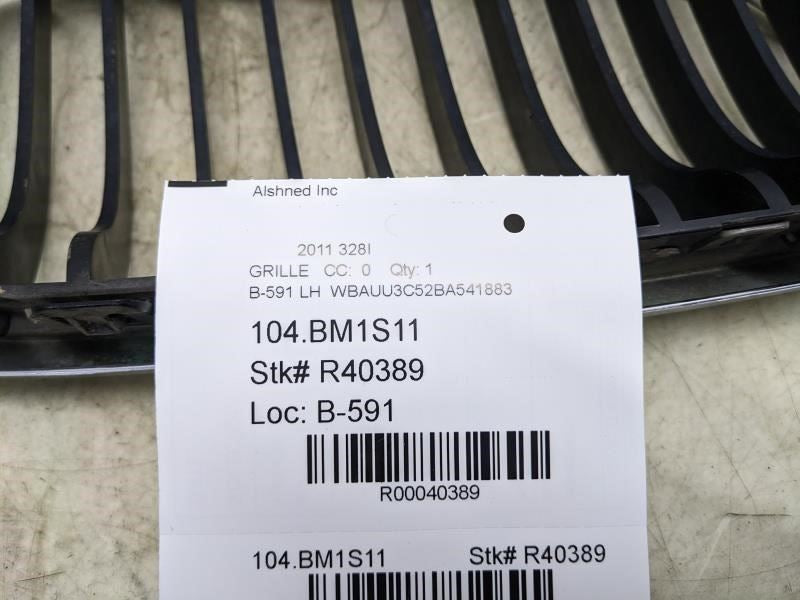 Alshned Inc
2011 328I
GRILLE CC: 0 Qty: 1
B-591 LH WBAUU3C52BA541883
104.BM1S11
Stk# R40389
Loc: B-591
R00040389
104.BM1S11 Stk# R40389